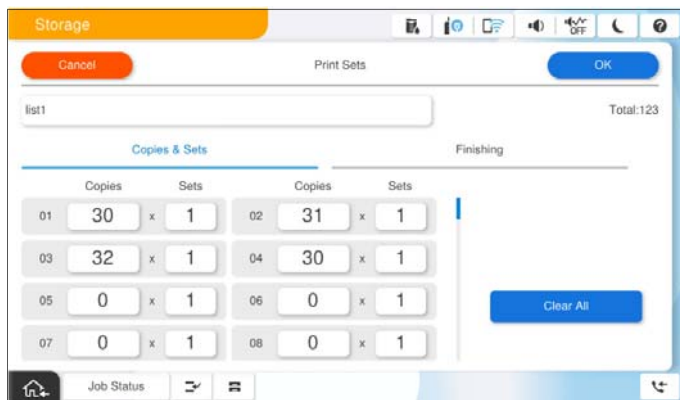 Storage
OFF
Cancel Print Sets OK
list1 Total:123
Copies & Sets Finishing
Copies Sets Copies Sets
01 30 x 1 02 31 x 1
03 32 x 1 04 30 x 1
05 0 x 1 06 0 x 1
Clear All
07 0 x 1 08 0 x 1
Job Status